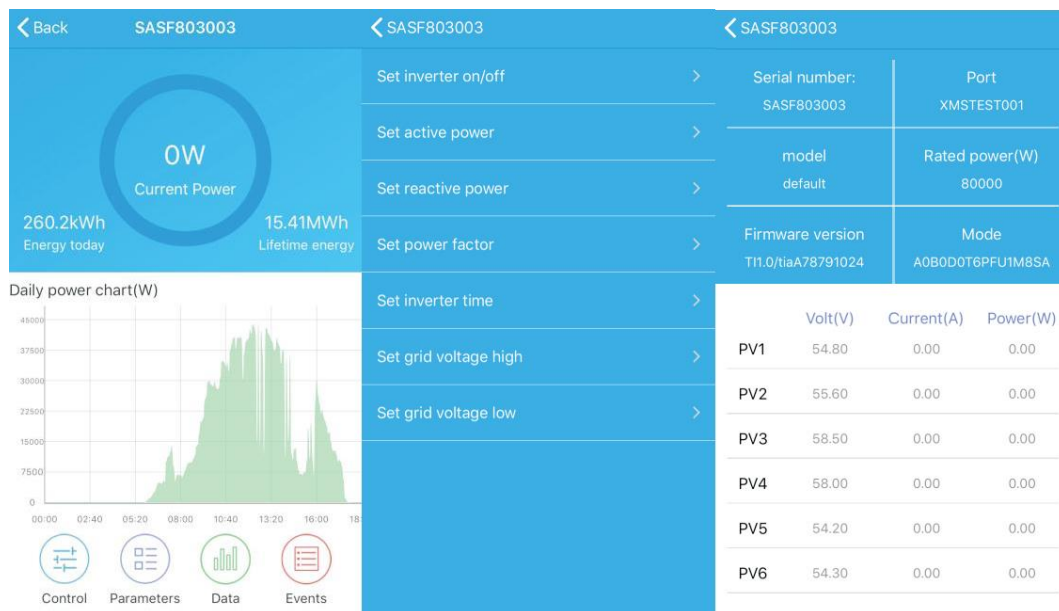 Back SASF803003
0W
Current Power
260.2kWh 15.41MWh
Energy today Lifetime energy
Daily power chart(W)
45000
37500
30000
22500
15000
7500
0
00:00 02:40 05:20 08:00 10:40 13:20 16:00 18:
Control Parameters Data Events
SASF803003
Set inverter on/off
Set active power
Set reactive power
Set power factor
Set inverter time
Set grid voltage high
Set grid voltage low
SASF803003
Serial number: Port
SASF803003 XMSTEST001
model Rated power(W)
default 80000
Firmware version Mode
TI1.0/tiaA78791024 A0B0D0T6PFU1M8SA
Volt(V) Current(A) Power(W)
PV1 54.80 0.00 0.00
PV2 55.60 0.00 0.00
PV3 58.50 0.00 0.00
PV4 58.00 0.00 0.00
PV5 54.20 0.00 0.00
PV6 54.30 0.00 0.00